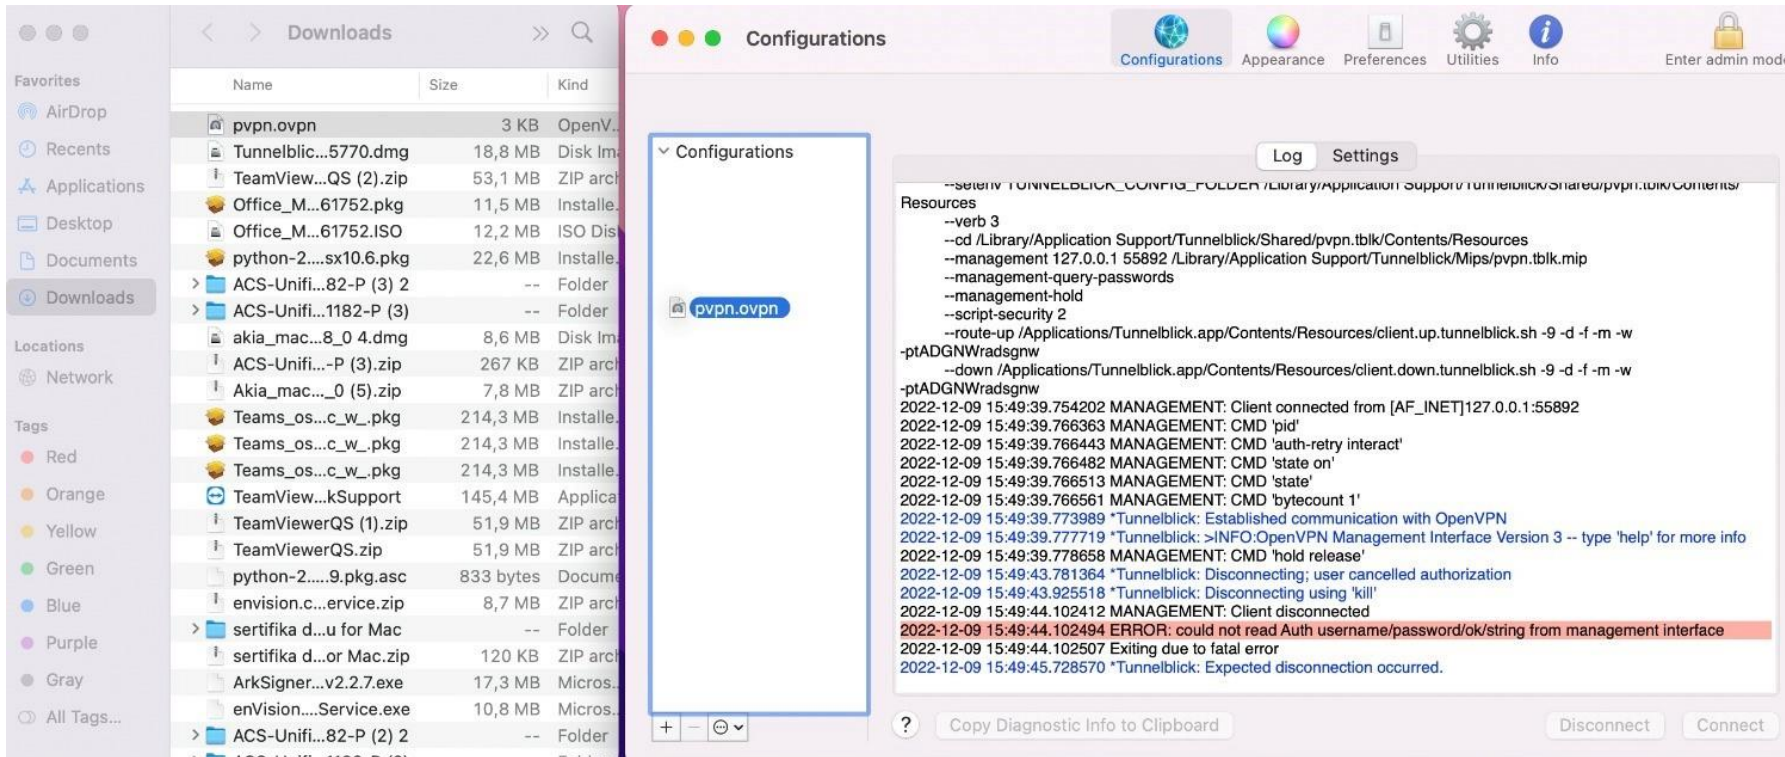 Downloads
Favorites
AirDrop
Recents
Applications
Desktop
Documents
Downloads
Locations
Network
Tags
Red
Orange
Yellow
Green
Blue
Purple
Gray
All Tags...
Name Size Kind
pvpn.ovpn 3 KB OpenV...
Tunnelblic...5770.dmg 18,8 MB Disk Ima
TeamView...QS (2).zip 53,1 MB ZIP arch
Office_M...61752.pkg 11,5 MB Installe.
Office_M...61752.ISO 12,2 MB ISO Dis
python-2....sx10.6.pkg 22,6 MB Installe.
ACS-Unifi...82-P (3) 2 -- Folder
ACS-Unifi...1182-P (3) -- Folder
akia_mac...8_0 4.dmg 8,6 MB Disk Ima
ACS-Unifi...-P (3).zip 267 KB ZIP arch
Akia_mac..._0 (5).zip 7,8 MB ZIP arch
Teams_os...c_w_.pkg 214,3 MB Installe.
Teams_os...c_w_.pkg 214,3 MB Installe.
Teams_os...c_w_.pkg 214,3 MB Installe.
TeamView...kSupport 145,4 MB Applica
TeamViewerQS (1).zip 51,9 MB ZIP arch
TeamViewerQS.zip 51,9 MB ZIP arch
python-2.....9.pkg.asc 833 bytes Docume
envision.c...ervice.zip 8,7 MB ZIP arch
sertifika d...u for Mac -- Folder
sertifika d...or Mac.zip 120 KB ZIP arch
ArkSigner...v2.2.7.exe 17,3 MB Micros..
enVision....Service.exe 10,8 MB Micros..
ACS-Unifi...82-P (2) 2 -- Folder
Configurations
Configurations Appearance Preferences Utilities Info Enter admin mode
Configurations
pvpn.ovpn
Log Settings
--setenv TUNNELBLICK_CONFIG_FOLDER /Library/Application Support/Tunnelblick/Shared/pvpn.tblk/Contents/
Resources
--verb 3
--cd /Library/Application Support/Tunnelblick/Shared/pvpn.tblk/Contents/Resources
--management 127.0.0.1 55892 /Library/Application Support/Tunnelblick/Mips/pvpn.tblk.mip
--management-query-passwords
--management-hold
--script-security 2
--route-up /Applications/Tunnelblick.app/Contents/Resources/client.up.tunnelblick.sh -9 -d -f -m -w
-ptADGNWradsgnw
--down /Applications/Tunnelblick.app/Contents/Resources/client.down.tunnelblick.sh -9 -d -f -m -w
-ptADGNWradsgnw
2022-12-09 15:49:39.754202 MANAGEMENT: Client connected from [AF_INET]127.0.0.1:55892
2022-12-09 15:49:39.766363 MANAGEMENT: CMD 'pid'
2022-12-09 15:49:39.766443 MANAGEMENT: CMD 'auth-retry interact'
2022-12-09 15:49:39.766482 MANAGEMENT: CMD 'state on'
2022-12-09 15:49:39.766513 MANAGEMENT: CMD 'state'
2022-12-09 15:49:39.766561 MANAGEMENT: CMD 'bytecount 1'
2022-12-09 15:49:39.773989 *Tunnelblick: Established communication with OpenVPN
2022-12-09 15:49:39.777719 *Tunnelblick: >INFO:OpenVPN Management Interface Version 3 -- type 'help' for more info
2022-12-09 15:49:39.778658 MANAGEMENT: CMD 'hold release'
2022-12-09 15:49:43.781364 *Tunnelblick: Disconnecting; user cancelled authorization
2022-12-09 15:49:43.925518 *Tunnelblick: Disconnecting using 'kill'
2022-12-09 15:49:44.102412 MANAGEMENT: Client disconnected
2022-12-09 15:49:44.102494 ERROR: could not read Auth username/password/ok/string from management interface
2022-12-09 15:49:44.102507 Exiting due to fatal error
2022-12-09 15:49:45.728570 *Tunnelblick: Expected disconnection occurred.
? Copy Diagnostic Info to Clipboard Disconnect Connect